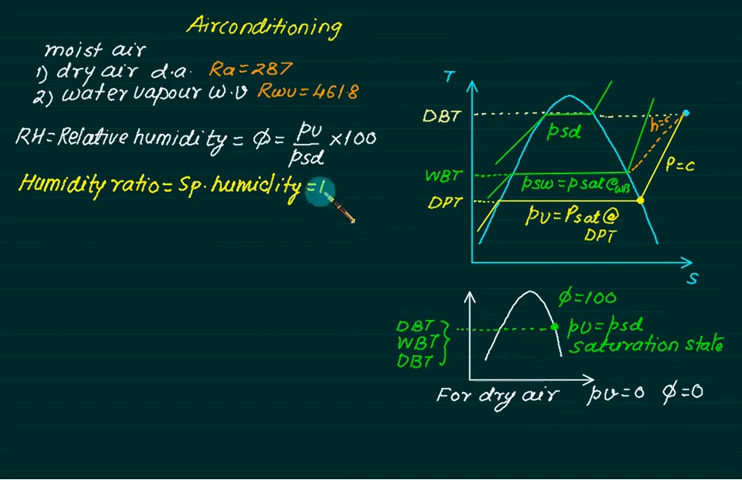 Airconditioning
moist air
1) dry air d.a. Ra=287
2) water vapour w.v Rwv=4618
RH=Relative humidity = ϕ = pv/psd ×100
Humidity ratio = Sp. humidity = 1
T
DBT
psd
h=c
WBT
psw=psat@WB
P=C
DPT
pv=Psat@
DPT
S
ϕ=100
DBT
WBT
DBT
pv=psd
saturation state
For dry air pv=0 ϕ=0